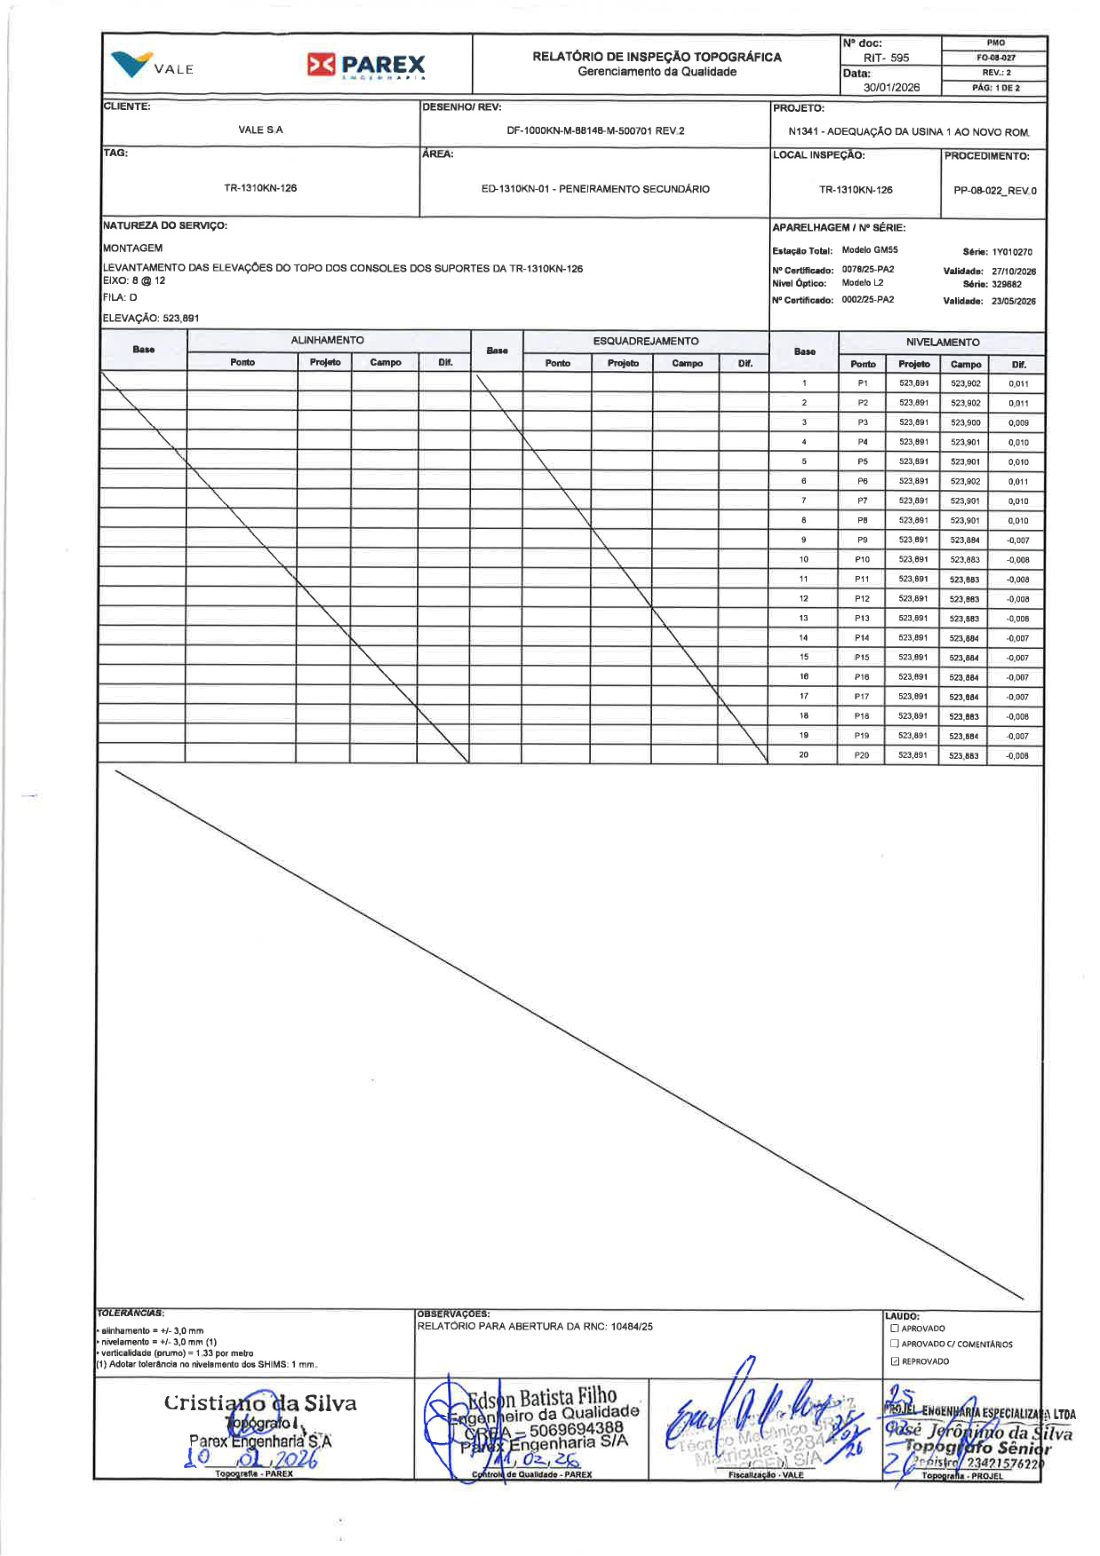 VALE
PAREX
ENGENHARIA
RELATÓRIO DE INSPEÇÃO TOPOGRÁFICA
Gerenciamento da Qualidade
Nº doc:
RIT- 595
Data:
30/01/2026
PMO
FO-08-027
REV.: 2
PÁG: 1 DE 2
CLIENTE:
VALE S.A
DESENHO/ REV:
DF-1000KN-M-88146-M-500701 REV.2
PROJETO:
N1341 - ADEQUAÇÃO DA USINA 1 AO NOVO ROM.
TAG:
TR-1310KN-126
ÁREA:
ED-1310KN-01 - PENEIRAMENTO SECUNDÁRIO
LOCAL INSPEÇÃO:
TR-1310KN-126
PROCEDIMENTO:
PP-08-022_REV.0
NATUREZA DO SERVIÇO:
MONTAGEM
LEVANTAMENTO DAS ELEVAÇÕES DO TOPO DOS CONSOLES DOS SUPORTES DA TR-1310KN-126
EIXO: 8 @ 12
FILA: D
ELEVAÇÃO: 523,891
APARELHAGEM / Nº SÉRIE:
Estação Total: Modelo GM55 Série: 1Y010270
Nº Certificado: 0078/25-PA2 Validade: 27/10/2026
Nível Óptico: Modelo L2 Série: 329682
Nº Certificado: 0002/25-PA2 Validade: 23/05/2026
Base ALINHAMENTO Base ESQUADREJAMENTO Base NIVELAMENTO
Ponto Projeto Campo Dif. Ponto Projeto Campo Dif. Ponto Projeto Campo Dif.
1 P1 523,891 523,902 0,011
2 P2 523,891 523,902 0,011
3 P3 523,891 523,900 0,009
4 P4 523,891 523,901 0,010
5 P5 523,891 523,901 0,010
6 P6 523,891 523,902 0,011
7 P7 523,891 523,901 0,010
8 P8 523,891 523,901 0,010
9 P9 523,891 523,884 -0,007
10 P10 523,891 523,883 -0,008
11 P11 523,891 523,883 -0,008
12 P12 523,891 523,883 -0,008
13 P13 523,891 523,883 -0,008
14 P14 523,891 523,884 -0,007
15 P15 523,891 523,884 -0,007
16 P16 523,891 523,884 -0,007
17 P17 523,891 523,884 -0,007
18 P18 523,891 523,883 -0,008
19 P19 523,891 523,884 -0,007
20 P20 523,891 523,883 -0,008
TOLERÂNCIAS:
• alinhamento = +/- 3,0 mm
• nivelamento = +/- 3,0 mm (1)
• verticalidade (prumo) = 1.33 por metro
(1) Adotar tolerância no nivelamento dos SHIMS: 1 mm.
OBSERVAÇÕES:
RELATÓRIO PARA ABERTURA DA RNC: 10484/25
LAUDO:
APROVADO
APROVADO C/ COMENTÁRIOS
REPROVADO
Cristiano da Silva
Topógrafo I
Parex Engenharia S.A
10 02, 2026
Topografia - PAREX
Edson Batista Filho
Engenheiro da Qualidade
CREA – 5069694388
Parex Engenharia S/A
11, 02, 26
Controle de Qualidade - PAREX
Técnico Mecânico
Matrícula: 32844
S/A
Fiscalização - VALE
PROJEL ENGENHARIA ESPECIALIZADA LTDA
José Jerônimo da Silva
Topógrafo Sênior
Registro 2342157622
Topografia - PROJEL